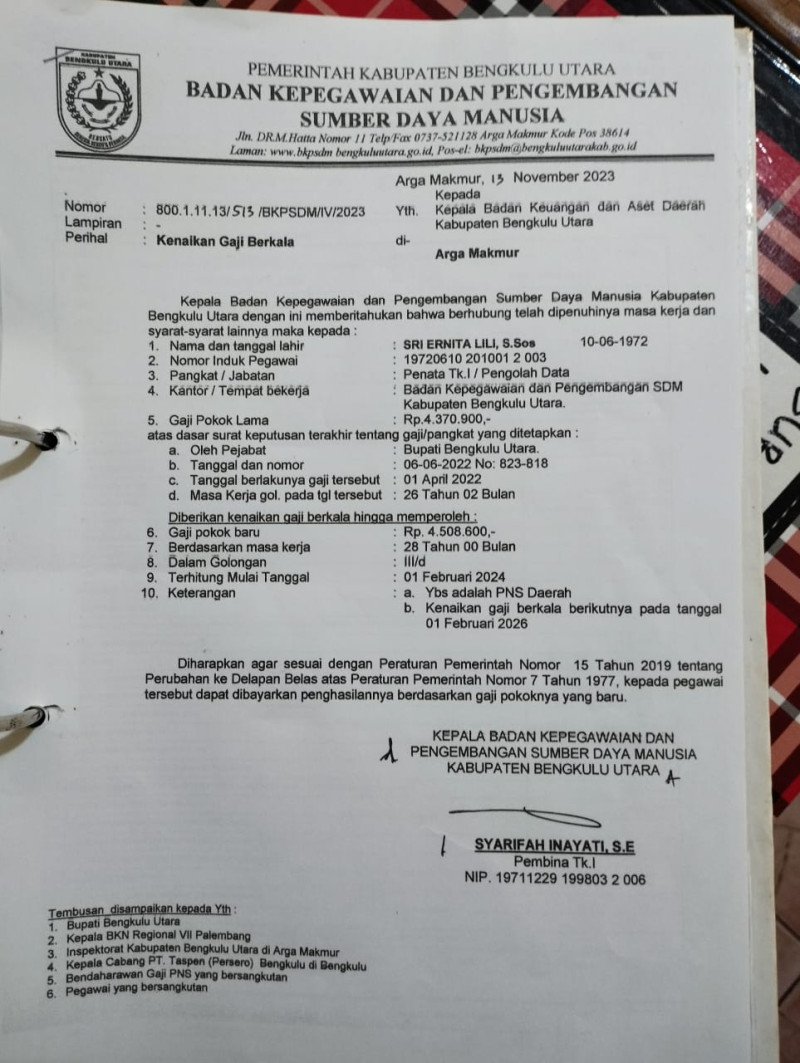 KABUPATEN
BENGKULU UTARA
PEMERINTAH KABUPATEN BENGKULU UTARA
BADAN KEPEGAWAIAN DAN PENGEMBANGAN
SUMBER DAYA MANUSIA
Jln. DR.M.Hatta Nomor 11 Telp/Fax 0737-521128 Arga Makmur Kode Pos 38614
Laman: www.bkpsdm bengkuluutara.go.id, Pos-el: bkpsdm@bengkuluutarakab.go.id
Arga Makmur, 13 November 2023
Kepada
Nomor : 800.1.11.13/513/BKPSDM/IV/2023 Yth. Kepala Badan Keuangan dan Aset Daerah
Lampiran : - Kabupaten Bengkulu Utara
Perihal : Kenaikan Gaji Berkala di-
Arga Makmur
Kepala Badan Kepegawaian dan Pengembangan Sumber Daya Manusia Kabupaten
Bengkulu Utara dengan ini memberitahukan bahwa berhubung telah dipenuhinya masa kerja dan
syarat-syarat lainnya maka kepada :
1. Nama dan tanggal lahir : SRI ERNITA LILI, S.Sos 10-06-1972
2. Nomor Induk Pegawai : 19720610 201001 2 003
3. Pangkat / Jabatan : Penata Tk.I / Pengolah Data
4. Kantor / Tempat bekerja : Badan Kepegawaian dan Pengembangan SDM
Kabupaten Bengkulu Utara.
5. Gaji Pokok Lama : Rp.4.370.900,-
atas dasar surat keputusan terakhir tentang gaji/pangkat yang ditetapkan :
a. Oleh Pejabat : Bupati Bengkulu Utara.
b. Tanggal dan nomor : 06-06-2022 No: 823-818
c. Tanggal berlakunya gaji tersebut : 01 April 2022
d. Masa Kerja gol. pada tgl tersebut : 26 Tahun 02 Bulan
Diberikan kenaikan gaji berkala hingga memperoleh :
6. Gaji pokok baru : Rp. 4.508.600,-
7. Berdasarkan masa kerja : 28 Tahun 00 Bulan
8. Dalam Golongan : III/d
9. Terhitung Mulai Tanggal : 01 Februari 2024
10. Keterangan : a. Ybs adalah PNS Daerah
b. Kenaikan gaji berkala berikutnya pada tanggal
01 Februari 2026
Diharapkan agar sesuai dengan Peraturan Pemerintah Nomor 15 Tahun 2019 tentang
Perubahan ke Delapan Belas atas Peraturan Pemerintah Nomor 7 Tahun 1977, kepada pegawai
tersebut dapat dibayarkan penghasilannya berdasarkan gaji pokoknya yang baru.
KEPALA BADAN KEPEGAWAIAN DAN
PENGEMBANGAN SUMBER DAYA MANUSIA
KABUPATEN BENGKULU UTARA
SYARIFAH INAYATI, S.E
Pembina Tk.I
NIP. 19711229 199803 2 006
Tembusan disampaikan kepada Yth :
1. Bupati Bengkulu Utara
2. Kepala BKN Regional VII Palembang
3. Inspektorat Kabupaten Bengkulu Utara di Arga Makmur
4. Kepala Cabang PT. Taspen (Persero) Bengkulu di Bengkulu
5. Bendaharawan Gaji PNS yang bersangkutan
6. Pegawai yang bersangkutan